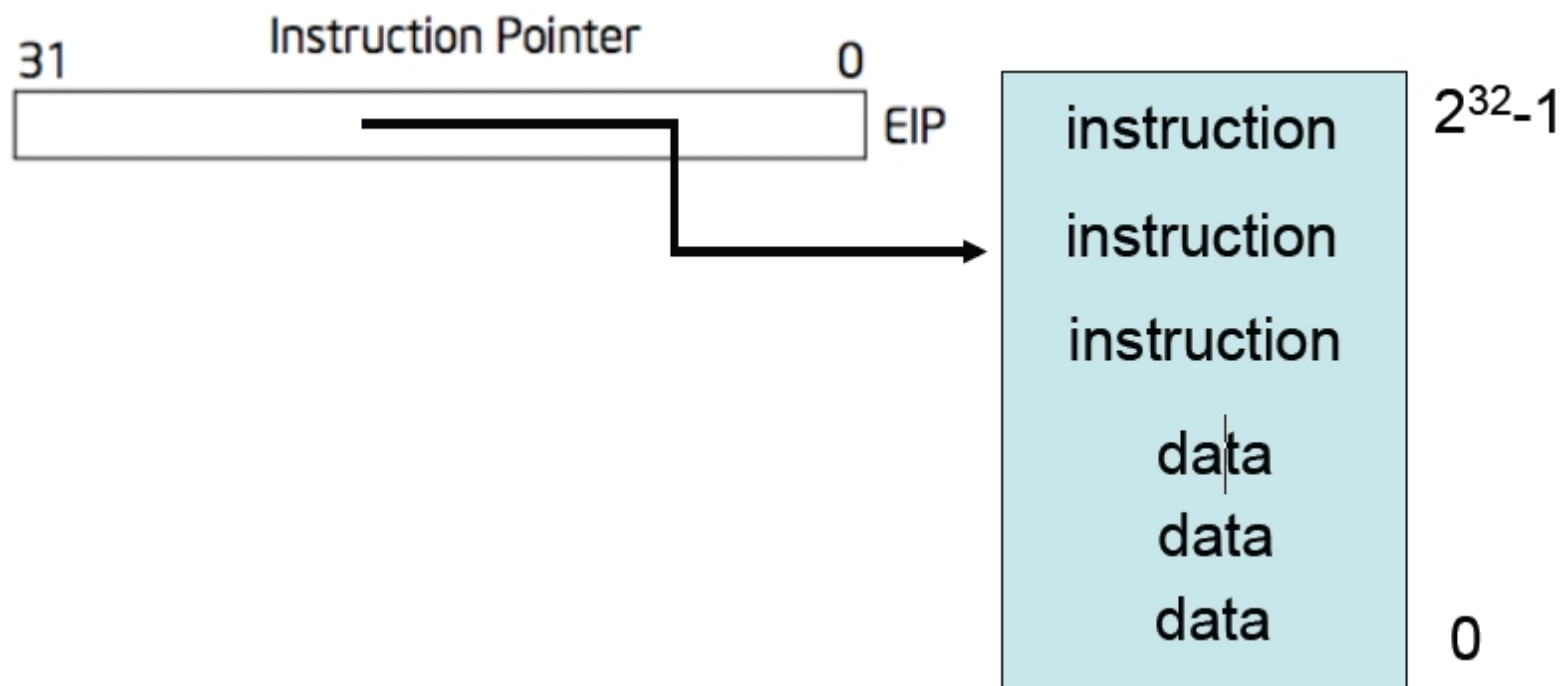 Instruction Pointer
31 0
EIP
instruction 2³²-1
instruction
instruction
data
data
data
0